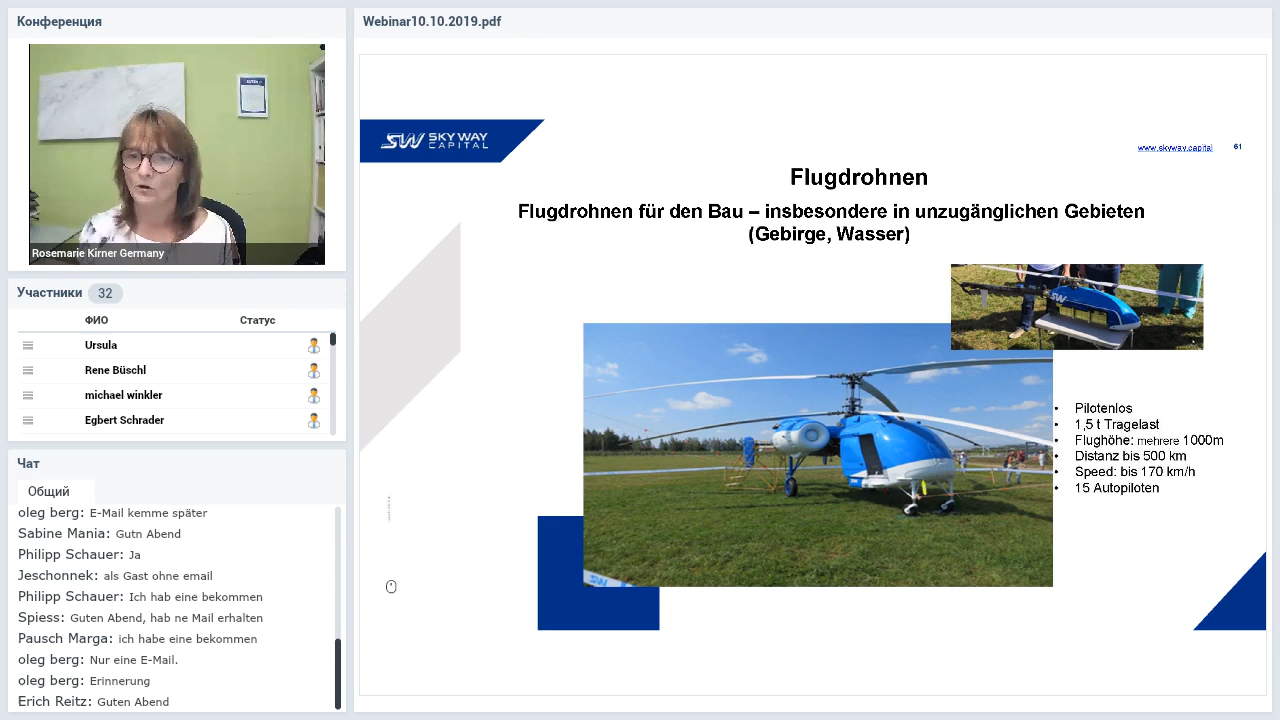 Конференция
Rosemarie Kirner Germany
Участники 32
ФИО Статус
Ursula
Rene Büschl
michael winkler
Egbert Schrader
Чат
Общий
oleg berg: E-Mail kemme später
Sabine Mania: Gutn Abend
Philipp Schauer: Ja
Jeschonnek: als Gast ohne email
Philipp Schauer: Ich hab eine bekommen
Spiess: Guten Abend, hab ne Mail erhalten
Pausch Marga: ich habe eine bekommen
oleg berg: Nur eine E-Mail.
oleg berg: Erinnerung
Erich Reitz: Guten Abend
Webinar10.10.2019.pdf
SW SKY WAY
CAPITAL
www.skyway.capital 61
Flugdrohnen
Flugdrohnen für den Bau – insbesondere in unzugänglichen Gebieten
(Gebirge, Wasser)
SW
• Pilotenlos
• 1,5 t Tragelast
• Flughöhe: mehrere 1000m
• Distanz bis 500 km
• Speed: bis 170 km/h
• 15 Autopiloten
SW